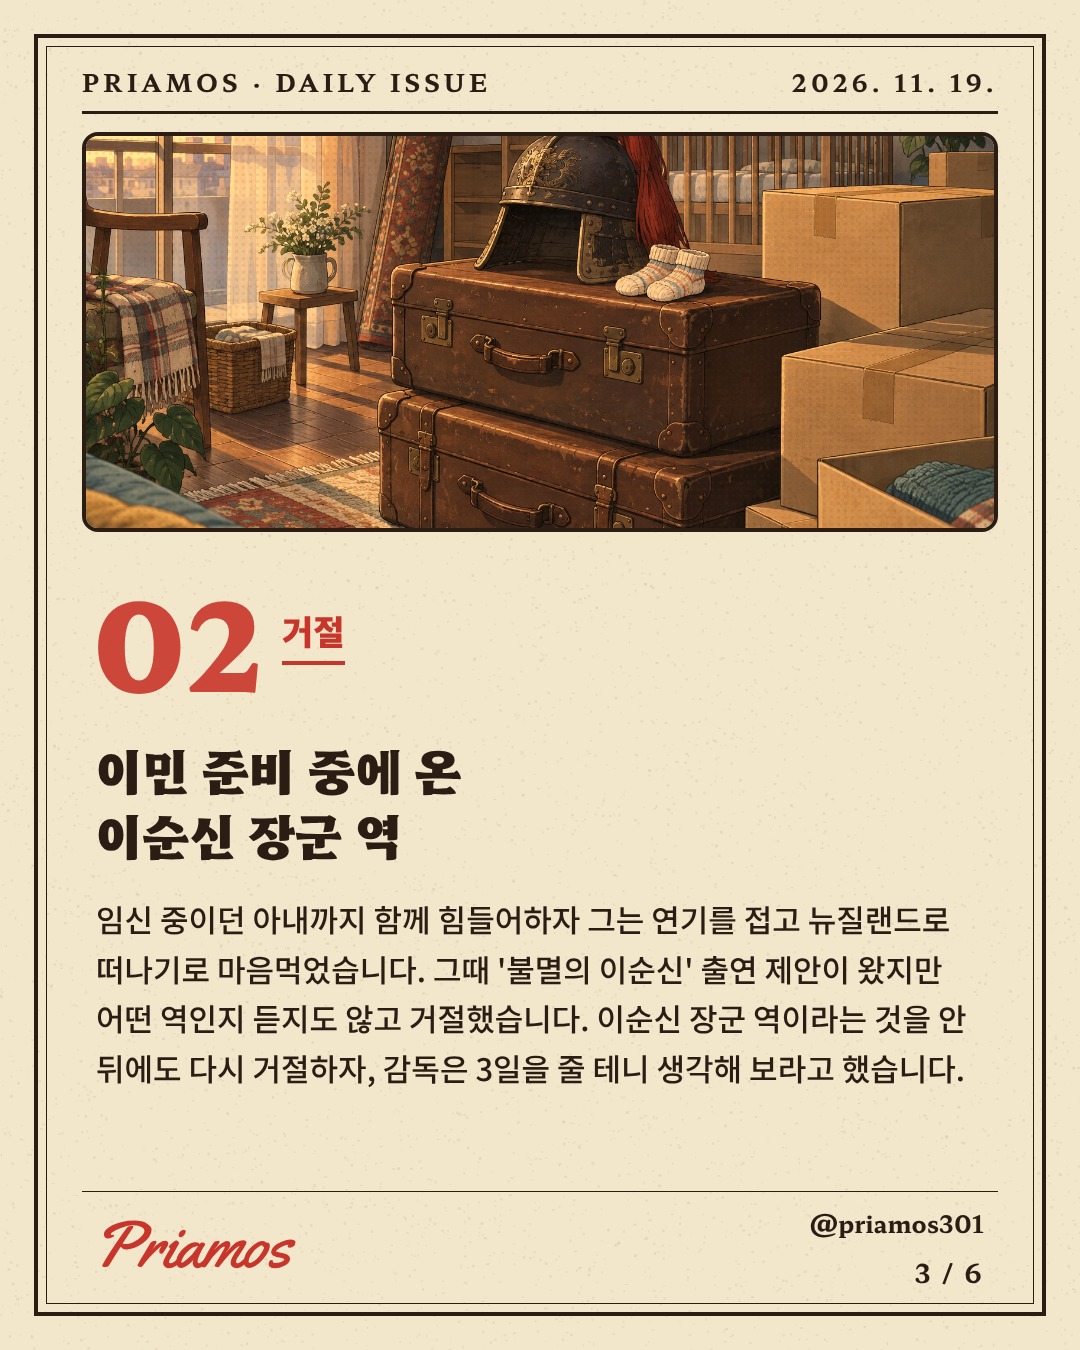 PRIAMOS · DAILY ISSUE
2026. 11. 19.
02
거절
이민 준비 중에 온
이순신 장군 역
임신 중이던 아내까지 함께 힘들어하자 그는 연기를 접고 뉴질랜드로
떠나기로 마음먹었습니다. 그때 '불멸의 이순신' 출연 제안이 왔지만
어떤 역인지 듣지도 않고 거절했습니다. 이순신 장군 역이라는 것을 안
뒤에도 다시 거절하자, 감독은 3일을 줄 테니 생각해 보라고 했습니다.
Priamos
@priamos301
3 / 6